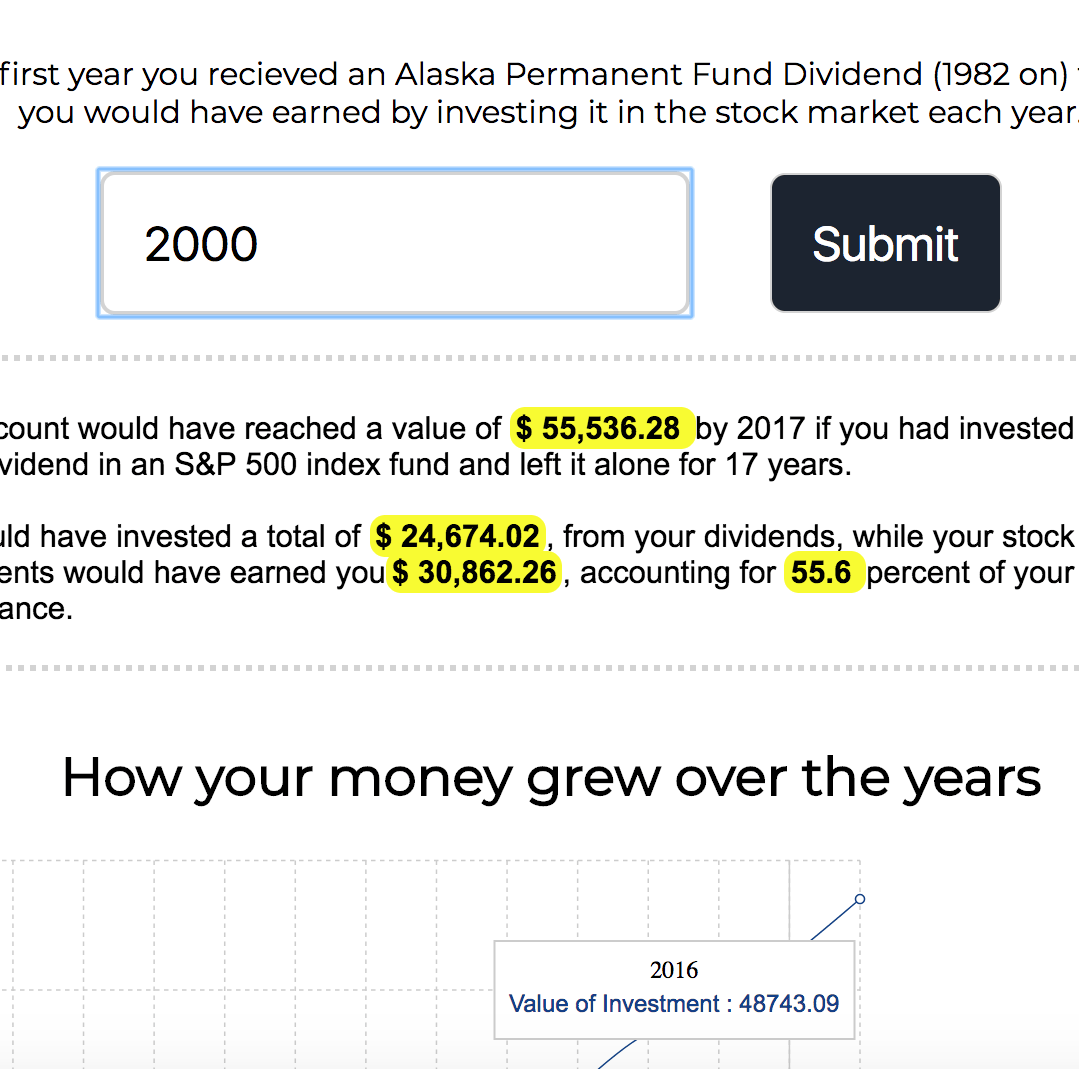 first year you recieved an Alaska Permanent Fund Dividend (1982 on)
you would have earned by investing it in the stock market each year.
2000
Submit
count would have reached a value of $ 55,536.28 by 2017 if you had invested
vidend in an S&P 500 index fund and left it alone for 17 years.
uld have invested a total of $ 24,674.02 , from your dividends, while your stock
ents would have earned you $ 30,862.26 , accounting for 55.6 percent of your
ance.
How your money grew over the years
2016
Value of Investment : 48743.09